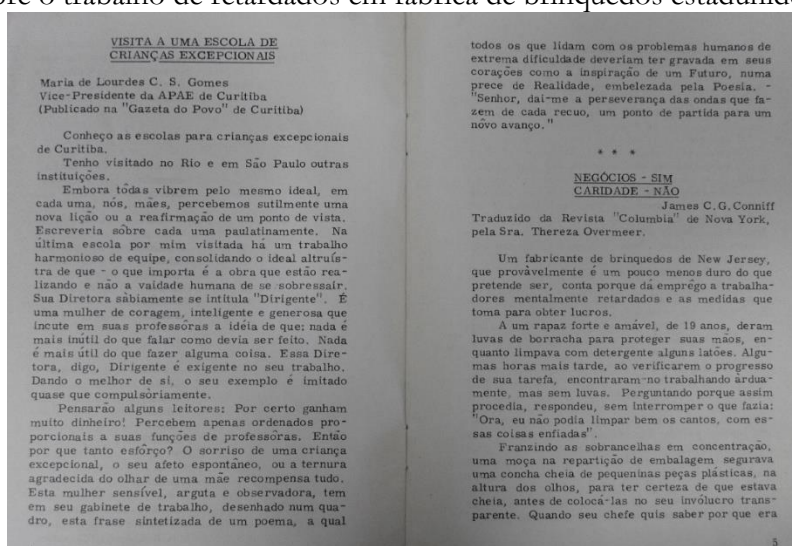 bre o trabalho de retardados em fábrica de brinquedos estadunid
VISITA A UMA ESCOLA DE
CRIANÇAS EXCEPCIONAIS
Maria de Lourdes C. S. Gomes
Vice-Presidente da APAE de Curitiba
(Publicado na "Gazeta do Povo" de Curitiba)
Conheço as escolas para crianças excepcionais
de Curitiba.
Tenho visitado no Rio e em São Paulo outras
instituições.
Embora tôdas vibrem pelo mesmo ideal, em
cada uma, nós, mães, percebemos sutilmente uma
nova lição ou a reafirmação de um ponto de vista.
Escreveria sôbre cada uma paulatinamente. Na
última escola por mim visitada há um trabalho
harmonioso de equipe, consolidando o ideal altruís-
tra de que - o que importa é a obra que estão rea-
lizando e não a vaidade humana de se sobressair.
Sua Diretora sàbiamente se intitula "Dirigente". É
uma mulher de coragem, inteligente e generosa que
incute em suas professôras a idéia de que: nada é
mais inútil do que falar como devia ser feito. Nada
é mais útil do que fazer alguma coisa. Essa Dire-
tora, digo, Dirigente é exigente no seu trabalho.
Dando o melhor de si, o seu exemplo é imitado
quase que compulsòriamente.
Pensarão alguns leitores: Por certo ganham
muito dinheiro! Percebem apenas ordenados pro-
porcionais a suas funções de professôras. Então
por que tanto esfôrço? O sorriso de uma criança
excepcional, o seu afeto espontâneo, ou a ternura
agradecida do olhar de uma mãe recompensa tudo.
Esta mulher sensível, arguta e observadora, tem
em seu gabinete de trabalho, desenhado num qua-
dro, esta frase sintetizada de um poema, a qual
todos os que lidam com os problemas humanos de
extrema dificuldade deveriam ter gravada em seus
corações como a inspiração de um Futuro, numa
prece de Realidade, embelezada pela Poesia. -
"Senhor, dai-me a perseverança das ondas que fa-
zem de cada recuo, um ponto de partida para um
nôvo avanço."
* * *
NEGÓCIOS - SIM
CARIDADE - NÃO
James C. G. Conniff
Traduzido da Revista "Columbia" de Nova York,
pela Sra. Thereza Overmeer.
Um fabricante de brinquedos de New Jersey,
que provàvelmente é um pouco menos duro do que
pretende ser, conta porque dá emprêgo a trabalha-
dores mentalmente retardados e as medidas que
toma para obter lucros.
A um rapaz forte e amável, de 19 anos, deram
luvas de borracha para proteger suas mãos, en-
quanto limpava com detergente alguns latões. Algu-
mas horas mais tarde, ao verificarem o progresso
de sua tarefa, encontraram-no trabalhando àrdua-
mente, mas sem luvas. Perguntando porque assim
procedia, respondeu, sem interromper o que fazia:
"Ora, eu não podia limpar bem os cantos, com es-
sas coisas enfiadas".
Franzindo as sobrancelhas em concentração,
uma moça na repartição de embalagem segurava
uma concha cheia de pequeninas peças plásticas, na
altura dos olhos, para ter certeza de que estava
cheia, antes de colocá-las no seu invólucro trans-
parente. Quando seu chefe quis saber por que era
5